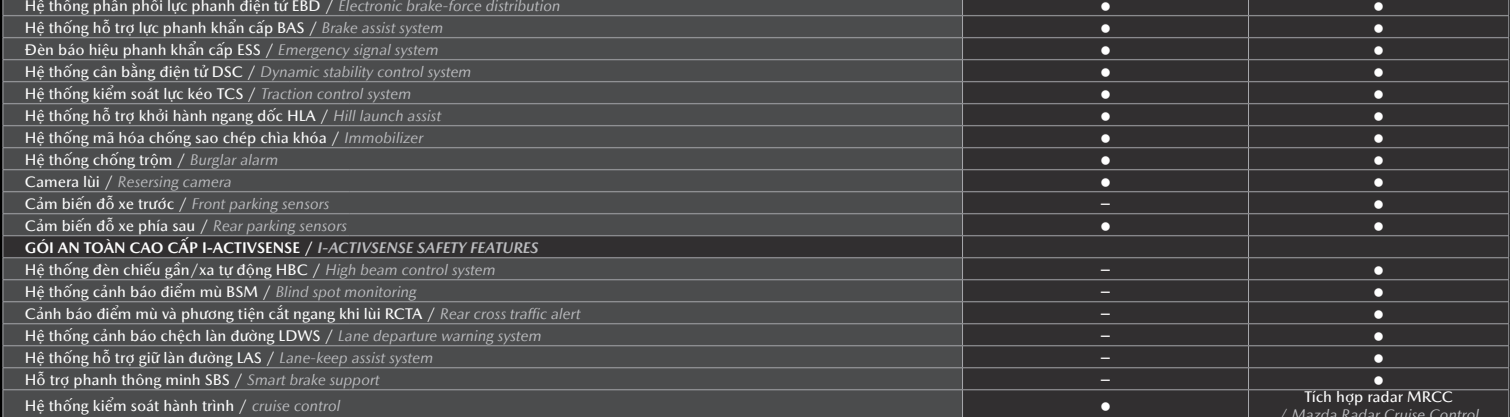 Hệ thống phân phối lực phanh điện tử EBD / Electronic brake-force distribution ● ●
Hệ thống hỗ trợ lực phanh khẩn cấp BAS / Brake assist system ● ●
Đèn báo hiệu phanh khẩn cấp ESS / Emergency signal system ● ●
Hệ thống cân bằng điện tử DSC / Dynamic stability control system ● ●
Hệ thống kiểm soát lực kéo TCS / Traction control system ● ●
Hệ thống hỗ trợ khởi hành ngang dốc HLA / Hill launch assist ● ●
Hệ thống mã hóa chống sao chép chìa khóa / Immobilizer ● ●
Hệ thống chống trộm / Burglar alarm ● ●
Camera lùi / Resersing camera ● ●
Cảm biến đỗ xe trước / Front parking sensors – ●
Cảm biến đỗ xe phía sau / Rear parking sensors ● ●
GÓI AN TOÀN CAO CẤP I-ACTIVSENSE / I-ACTIVSENSE SAFETY FEATURES
Hệ thống đèn chiếu gần/xa tự động HBC / High beam control system – ●
Hệ thống cảnh báo điểm mù BSM / Blind spot monitoring – ●
Cảnh báo điểm mù và phương tiện cắt ngang khi lùi RCTA / Rear cross traffic alert – ●
Hệ thống cảnh báo chệch làn đường LDWS / Lane departure warning system – ●
Hệ thống hỗ trợ giữ làn đường LAS / Lane-keep assist system – ●
Hỗ trợ phanh thông minh SBS / Smart brake support – ●
Hệ thống kiểm soát hành trình / cruise control ● Tích hợp radar MRCC
/ Mazda Radar Cruise Control